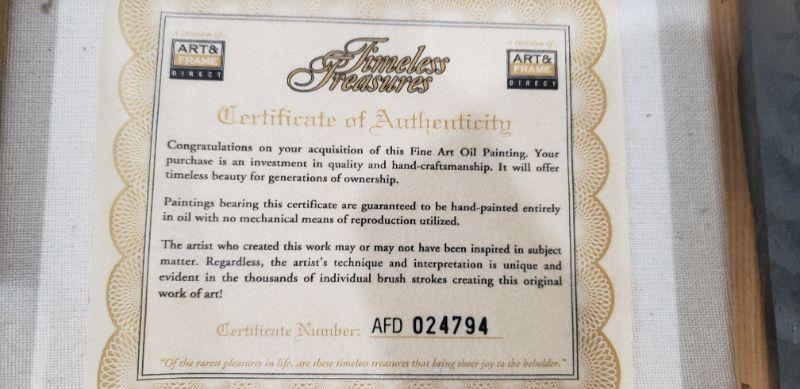 A Division of...
ART&
FRAME
DIRECT
Timeless
Treasures
A Division of...
ART&
FRAME
DIRECT
Certificate of Authenticity
Congratulations on your acquisition of this Fine Art Oil Painting. Your
purchase is an investment in quality and hand-craftsmanship. It will offer
timeless beauty for generations of ownership.
Paintings bearing this certificate are guaranteed to be hand-painted entirely
in oil with no mechanical means of reproduction utilized.
The artist who created this work may or may not have been inspired in subject
matter. Regardless, the artist's technique and interpretation is unique and
evident in the thousands of individual brush strokes creating this original
work of art!
Certificate Number: AFD 024794
"Of the rarest pleasures in life, are these timeless treasures that bring sheer joy to the beholder."